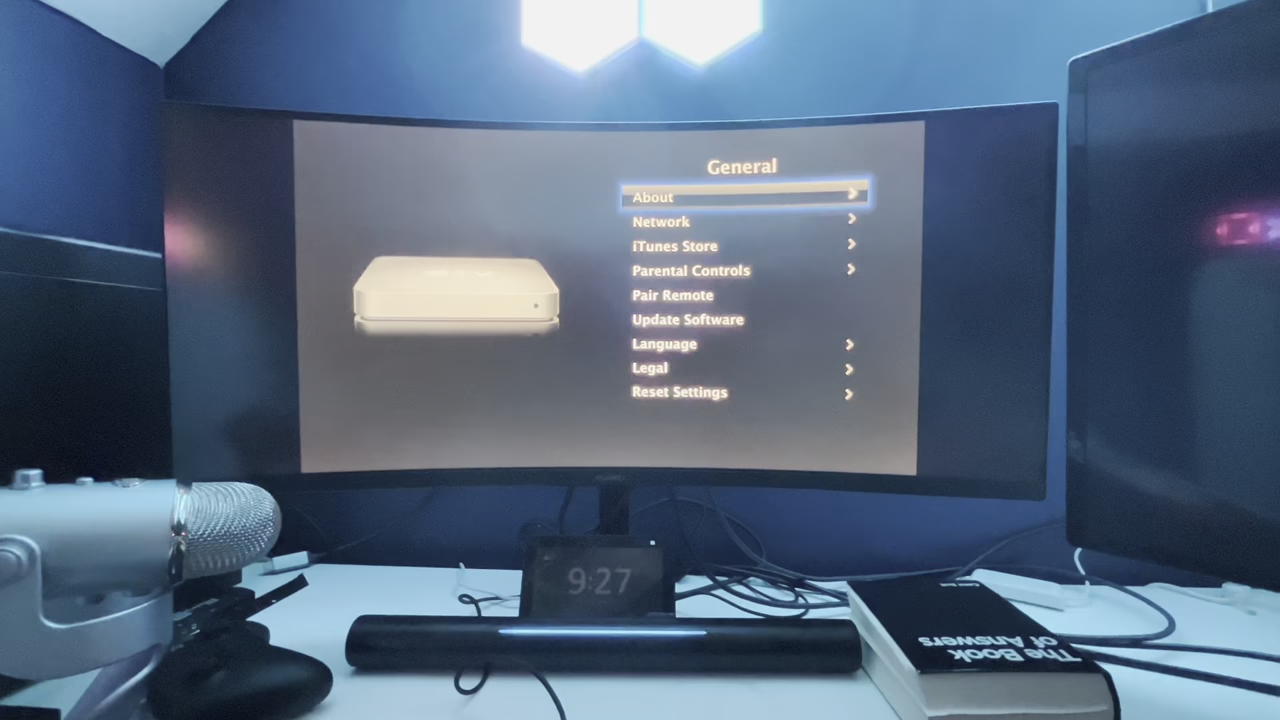 General
About
Network
iTunes Store
Parental Controls
Pair Remote
Update Software
Language
Legal
Reset Settings
9:27
The Book
of Answers